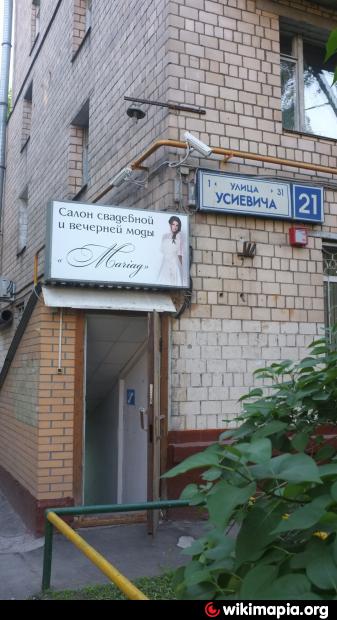 Салон свадебной
и вечерней моды
« Mariag »
1 УЛИЦА 31
УСИЕВИЧА
21
wikimapia.org